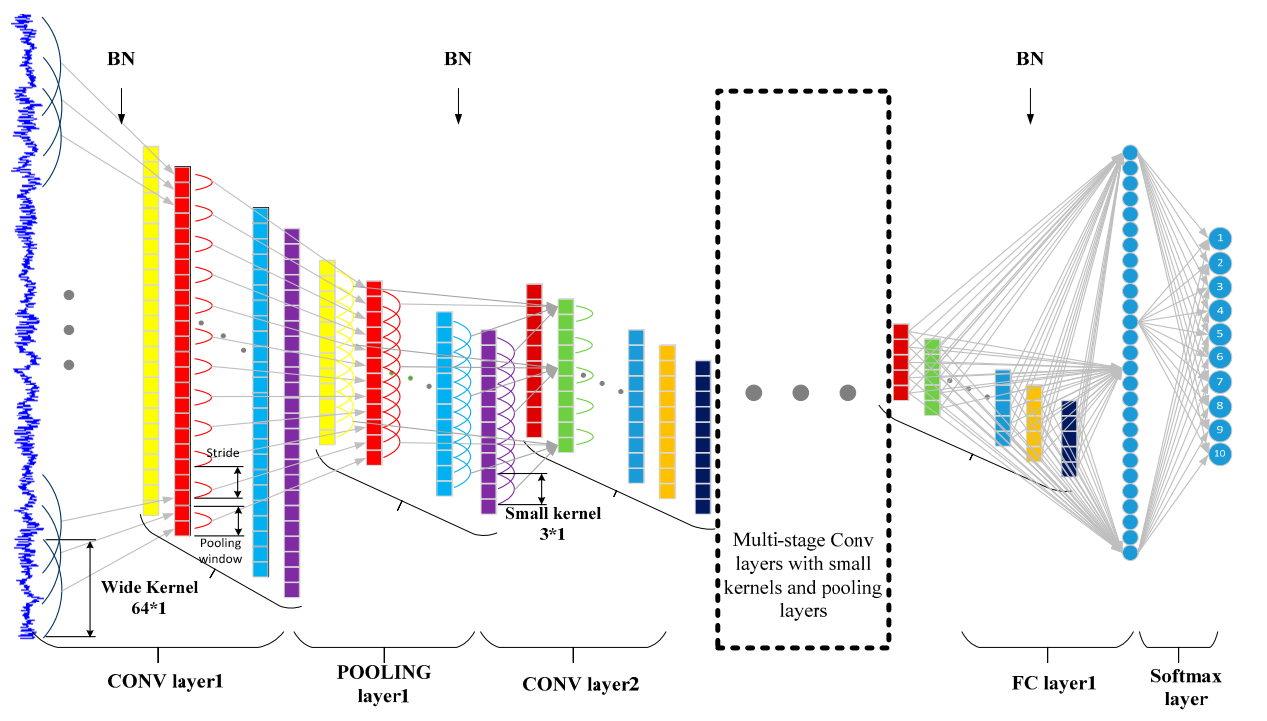 BN
BN
BN
Stride
Pooling
window
Wide Kernel
64*1
Small kernel
3*1
Multi-stage Conv
layers with small
kernels and pooling
layers
1
2
3
4
5
6
7
8
9
10
CONV layer1
POOLING
layer1
CONV layer2
FC layer1
Softmax
layer